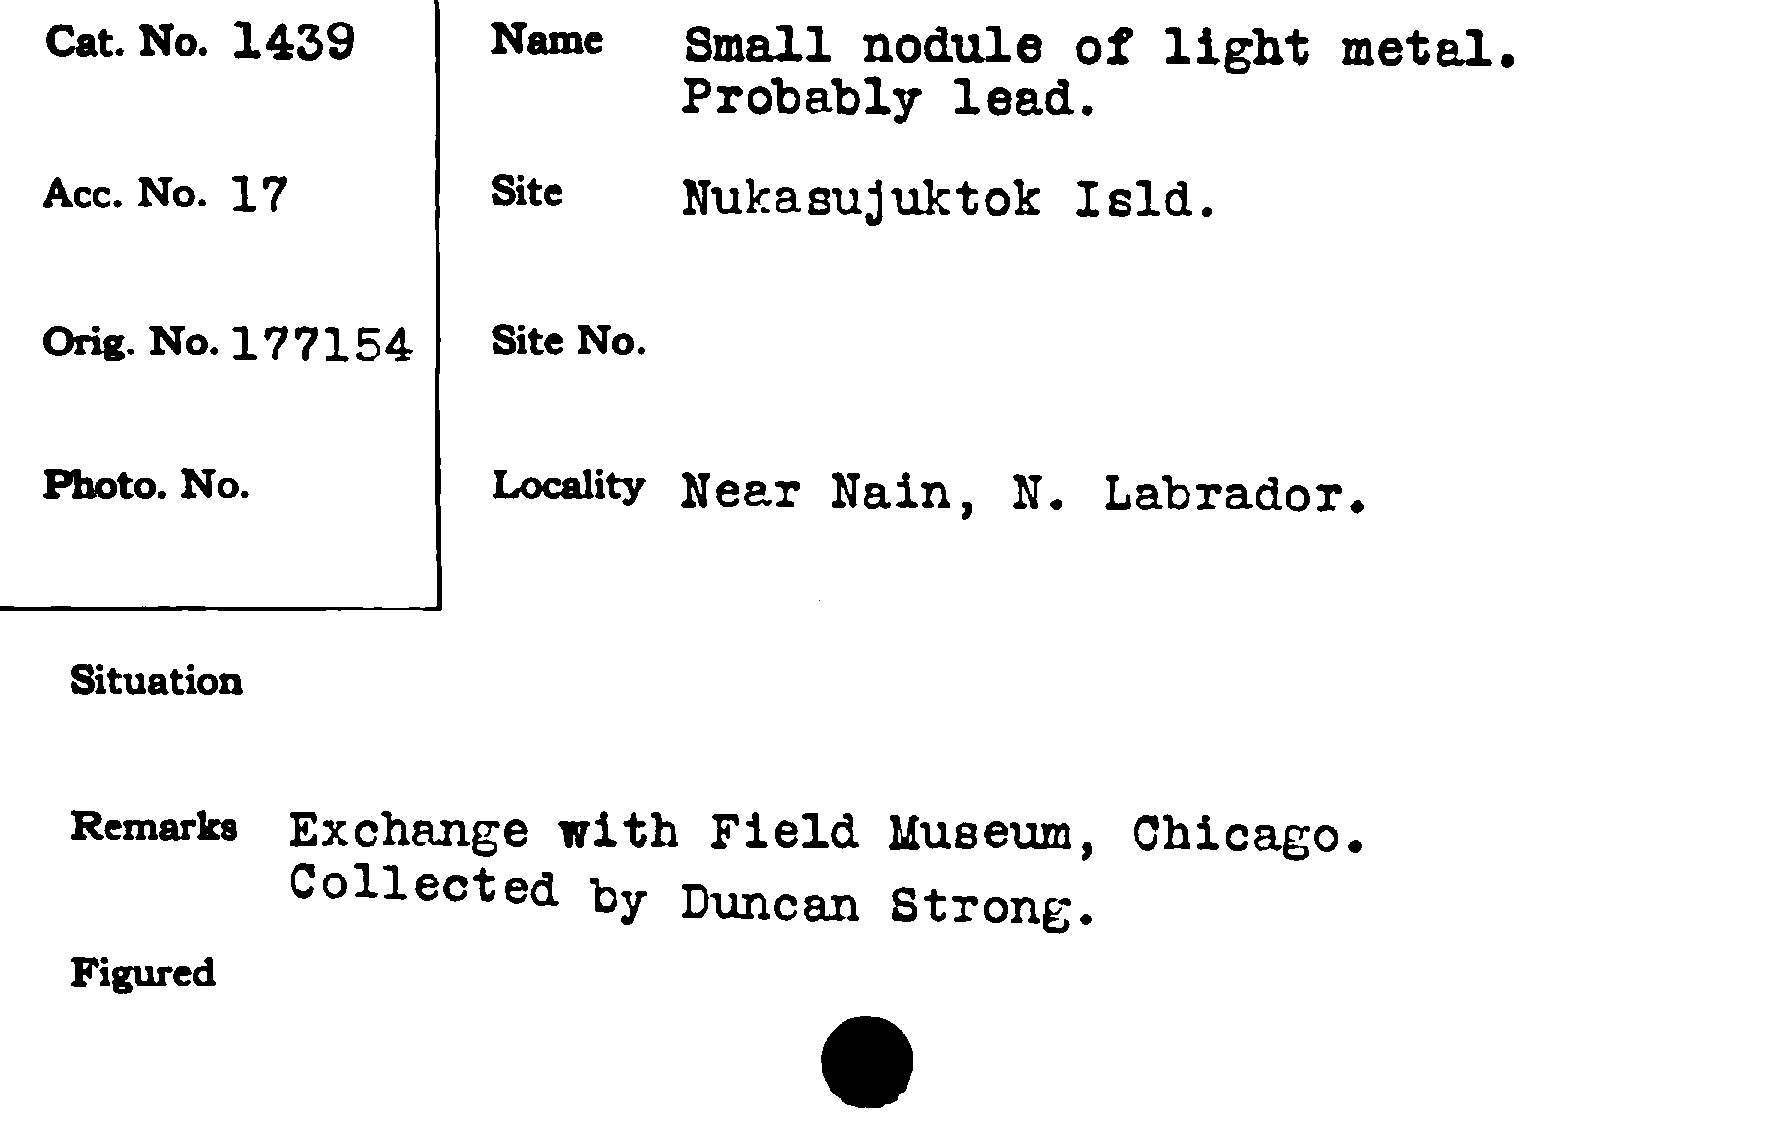 Cat. No. 1439
Name Small nodule of light metal.
Probably lead.
Acc. No. 17
Site Nukasujuktok Isld.
Orig. No. 177154
Site No.
Photo. No.
Locality Near Nain, N. Labrador.
Situation
Remarks Exchange with Field Museum, Chicago.
Collected by Duncan Strong.
Figured